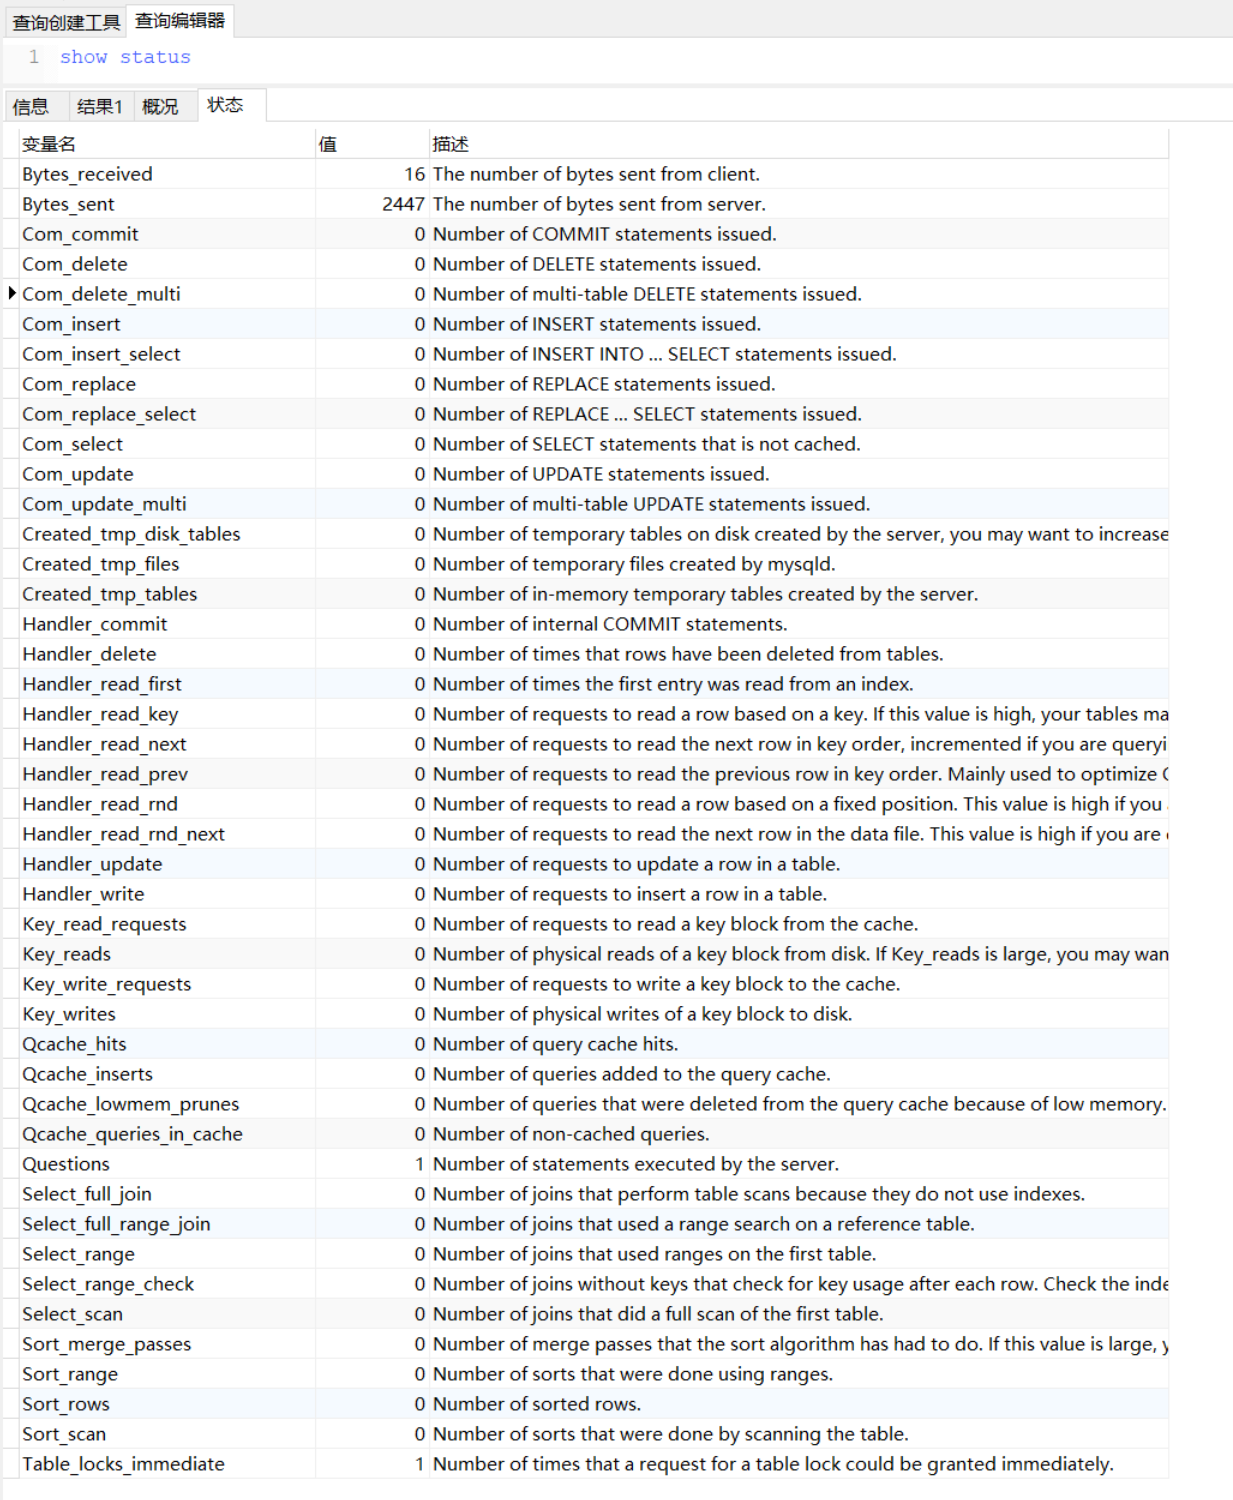 查询创建工具 查询编辑器
1 show status
信息 结果1 概况 状态
变量名 值 描述
Bytes_received 16 The number of bytes sent from client.
Bytes_sent 2447 The number of bytes sent from server.
Com_commit 0 Number of COMMIT statements issued.
Com_delete 0 Number of DELETE statements issued.
Com_delete_multi 0 Number of multi-table DELETE statements issued.
Com_insert 0 Number of INSERT statements issued.
Com_insert_select 0 Number of INSERT INTO ... SELECT statements issued.
Com_replace 0 Number of REPLACE statements issued.
Com_replace_select 0 Number of REPLACE ... SELECT statements issued.
Com_select 0 Number of SELECT statements that is not cached.
Com_update 0 Number of UPDATE statements issued.
Com_update_multi 0 Number of multi-table UPDATE statements issued.
Created_tmp_disk_tables 0 Number of temporary tables on disk created by the server, you may want to increase
Created_tmp_files 0 Number of temporary files created by mysqld.
Created_tmp_tables 0 Number of in-memory temporary tables created by the server.
Handler_commit 0 Number of internal COMMIT statements.
Handler_delete 0 Number of times that rows have been deleted from tables.
Handler_read_first 0 Number of times the first entry was read from an index.
Handler_read_key 0 Number of requests to read a row based on a key. If this value is high, your tables ma
Handler_read_next 0 Number of requests to read the next row in key order, incremented if you are queryi
Handler_read_prev 0 Number of requests to read the previous row in key order. Mainly used to optimize
Handler_read_rnd 0 Number of requests to read a row based on a fixed position. This value is high if you
Handler_read_rnd_next 0 Number of requests to read the next row in the data file. This value is high if you are
Handler_update 0 Number of requests to update a row in a table.
Handler_write 0 Number of requests to insert a row in a table.
Key_read_requests 0 Number of requests to read a key block from the cache.
Key_reads 0 Number of physical reads of a key block from disk. If Key_reads is large, you may wan
Key_write_requests 0 Number of requests to write a key block to the cache.
Key_writes 0 Number of physical writes of a key block to disk.
Qcache_hits 0 Number of query cache hits.
Qcache_inserts 0 Number of queries added to the query cache.
Qcache_lowmem_prunes 0 Number of queries that were deleted from the query cache because of low memory.
Qcache_queries_in_cache 0 Number of non-cached queries.
Questions 1 Number of statements executed by the server.
Select_full_join 0 Number of joins that perform table scans because they do not use indexes.
Select_full_range_join 0 Number of joins that used a range search on a reference table.
Select_range 0 Number of joins that used ranges on the first table.
Select_range_check 0 Number of joins without keys that check for key usage after each row. Check the inde
Select_scan 0 Number of joins that did a full scan of the first table.
Sort_merge_passes 0 Number of merge passes that the sort algorithm has had to do. If this value is large, y
Sort_range 0 Number of sorts that were done using ranges.
Sort_rows 0 Number of sorted rows.
Sort_scan 0 Number of sorts that were done by scanning the table.
Table_locks_immediate 1 Number of times that a request for a table lock could be granted immediately.